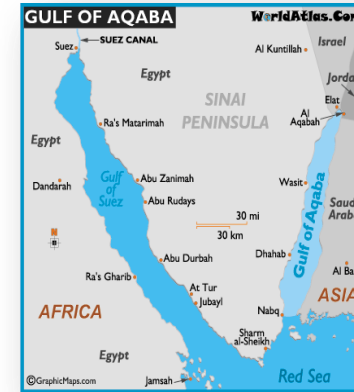 GULF OF AQABA
WorldAtlas.Com
SUEZ CANAL
Suez
Al Kuntillah
Israel
Egypt
Jorda
Elat
SINAI
PENINSULA
Al
Aqabah
Ra's Matarimah
Egypt
Gulf
of
Suez
Abu Zanimah
Wasit
Dandarah
Abu Rudays
Saud
Arab
Gulf of Aqaba
30 mi
30 km
N
Dhahab
Abu Durbah
Al Ba
Ra's Gharib
At Tur
Jubayl
ASIA
AFRICA
Nabq
Sharm
al-Sheikh
Egypt
Red Sea
©GraphicMaps.com
Jamsah